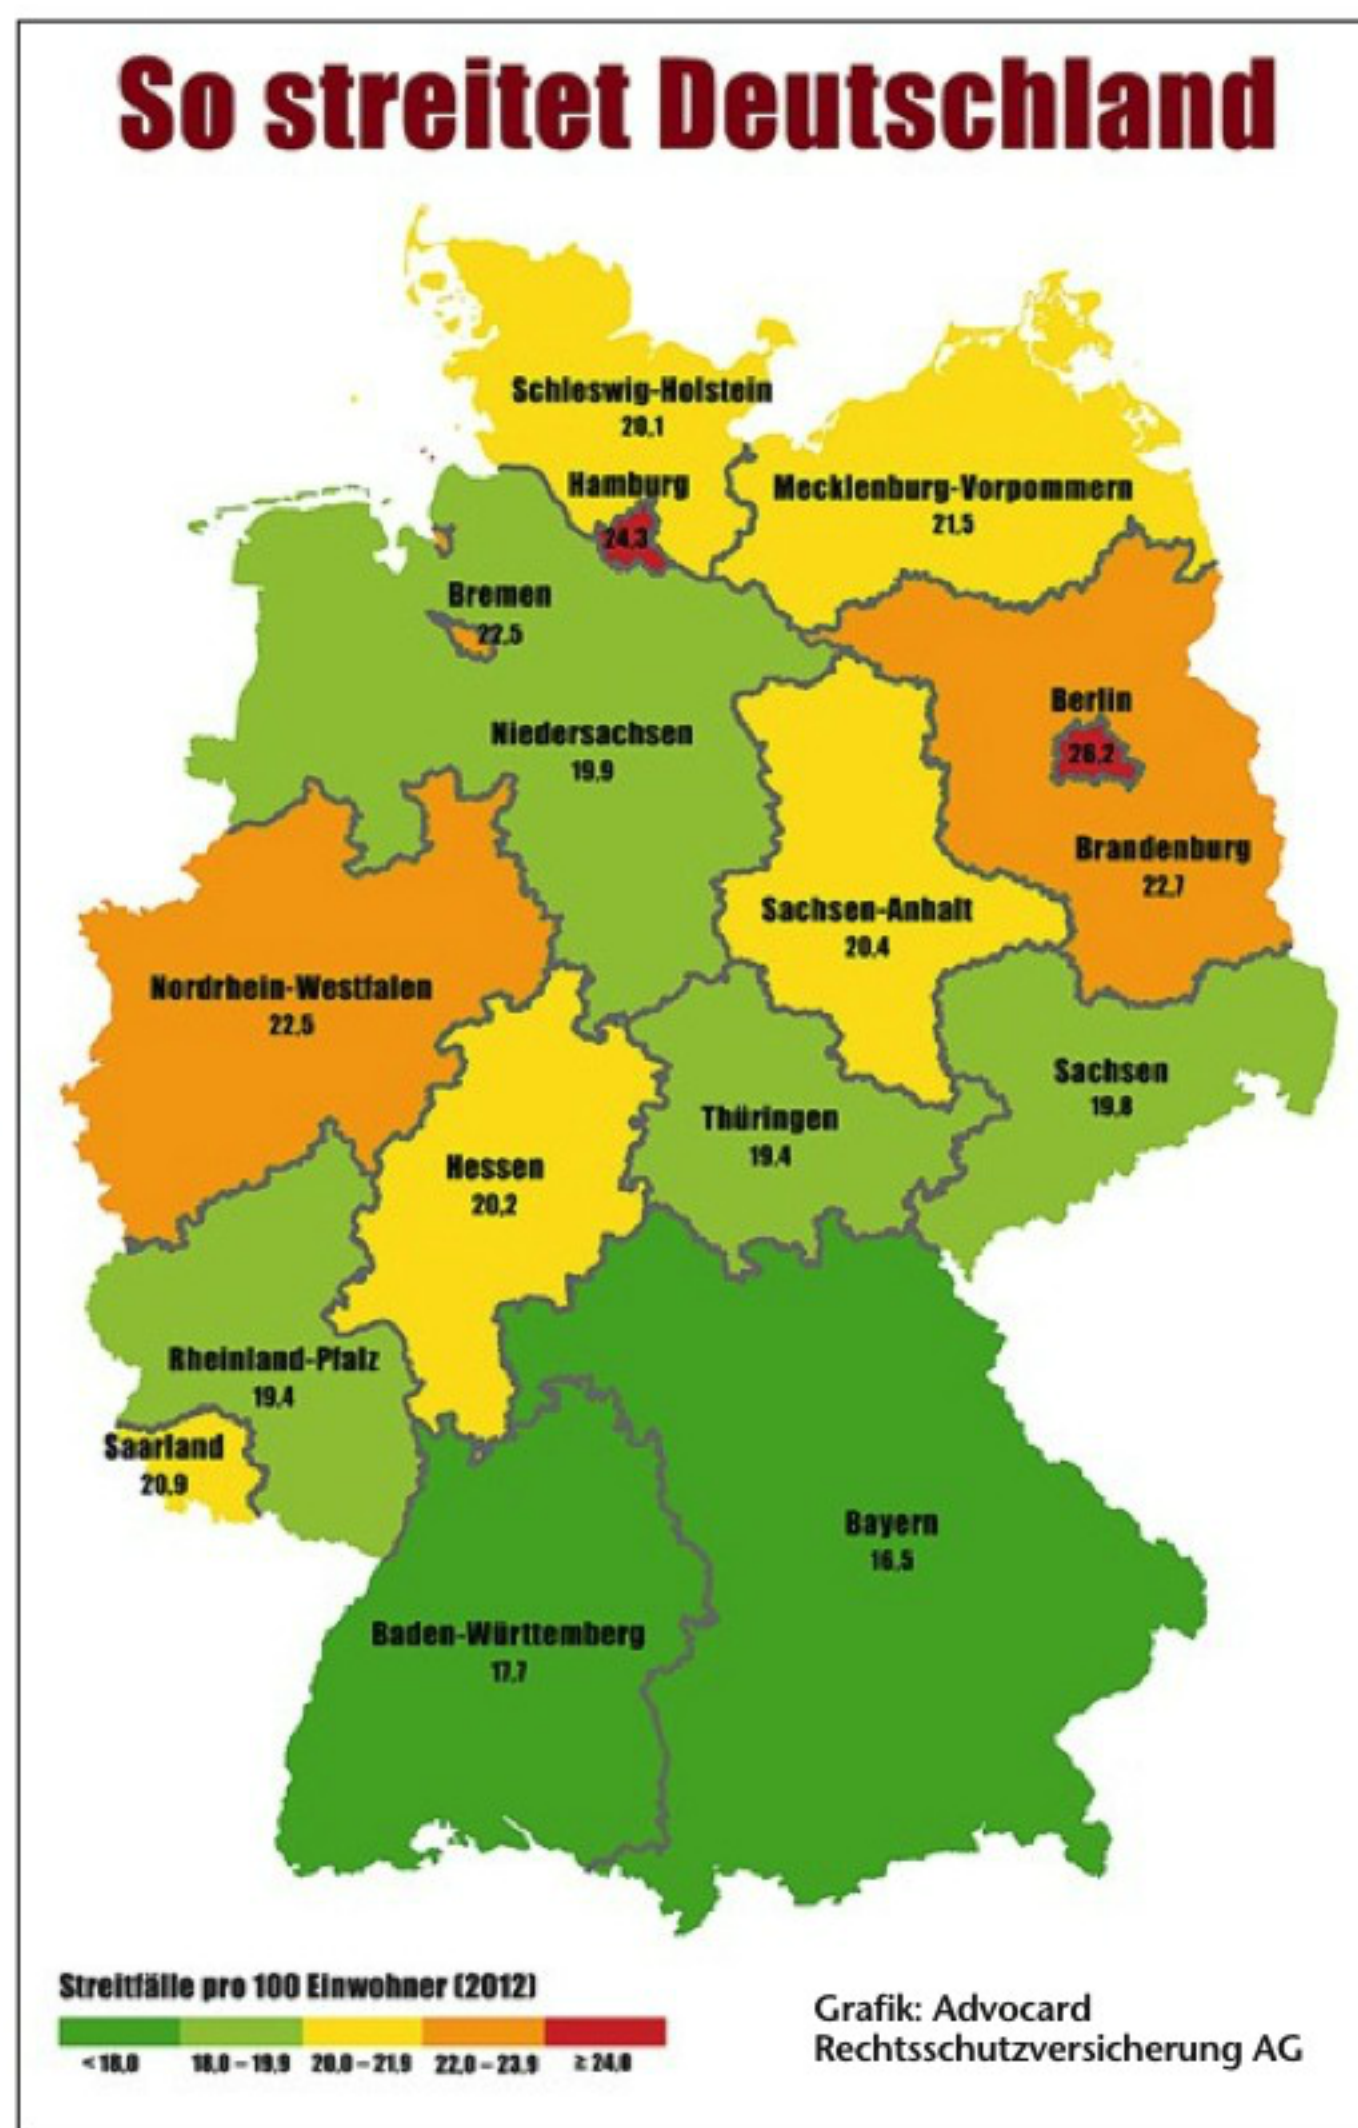 So streitet Deutschland
Schleswig-Holstein
20,1
Hamburg
24,3
Mecklenburg-Vorpommern
21,5
Bremen
22,5
Niedersachsen
19,9
Berlin
26,2
Brandenburg
22,7
Sachsen-Anhalt
20,4
Nordrhein-Westfalen
22,5
Sachsen
19,8
Thüringen
19,4
Hessen
20,2
Rheinland-Pfalz
19,4
Saarland
20,9
Bayern
16,5
Baden-Württemberg
17,7
Streitfälle pro 100 Einwohner (2012)
< 18,0 18,0 – 19,9 20,0 – 21,9 22,0 – 23,9 ≥ 24,0
Grafik: Advocard
Rechtsschutzversicherung AG